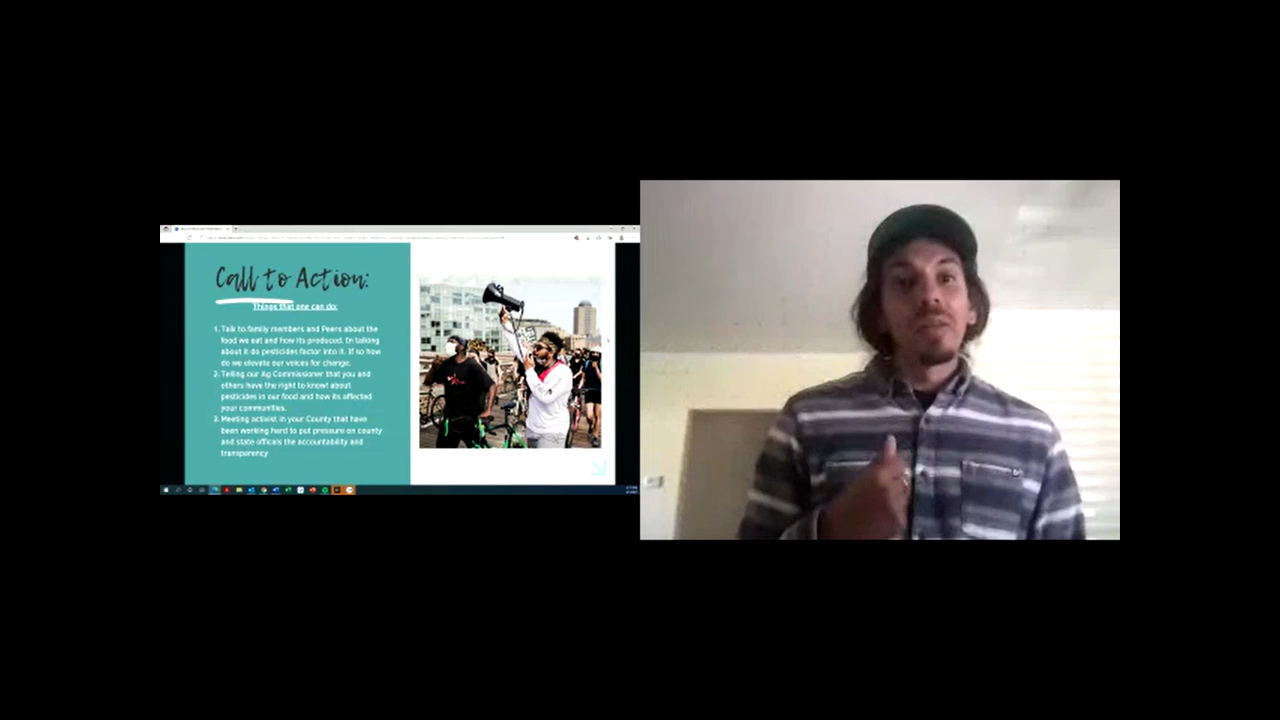 Call to Action:
Things that one can do:
1. Talk to family members and Peers about the
food we eat and how its produced. In talking
about it do pesticides factor into it. If so how
do we elevate our voices for change.
2. Telling our Ag Commissioner that you and
others have the right to know! about
pesticides in our food and how its affected
your communities.
3. Meeting activist in your County that have
been working hard to put pressure on county
and state officals the accountability and
transparency